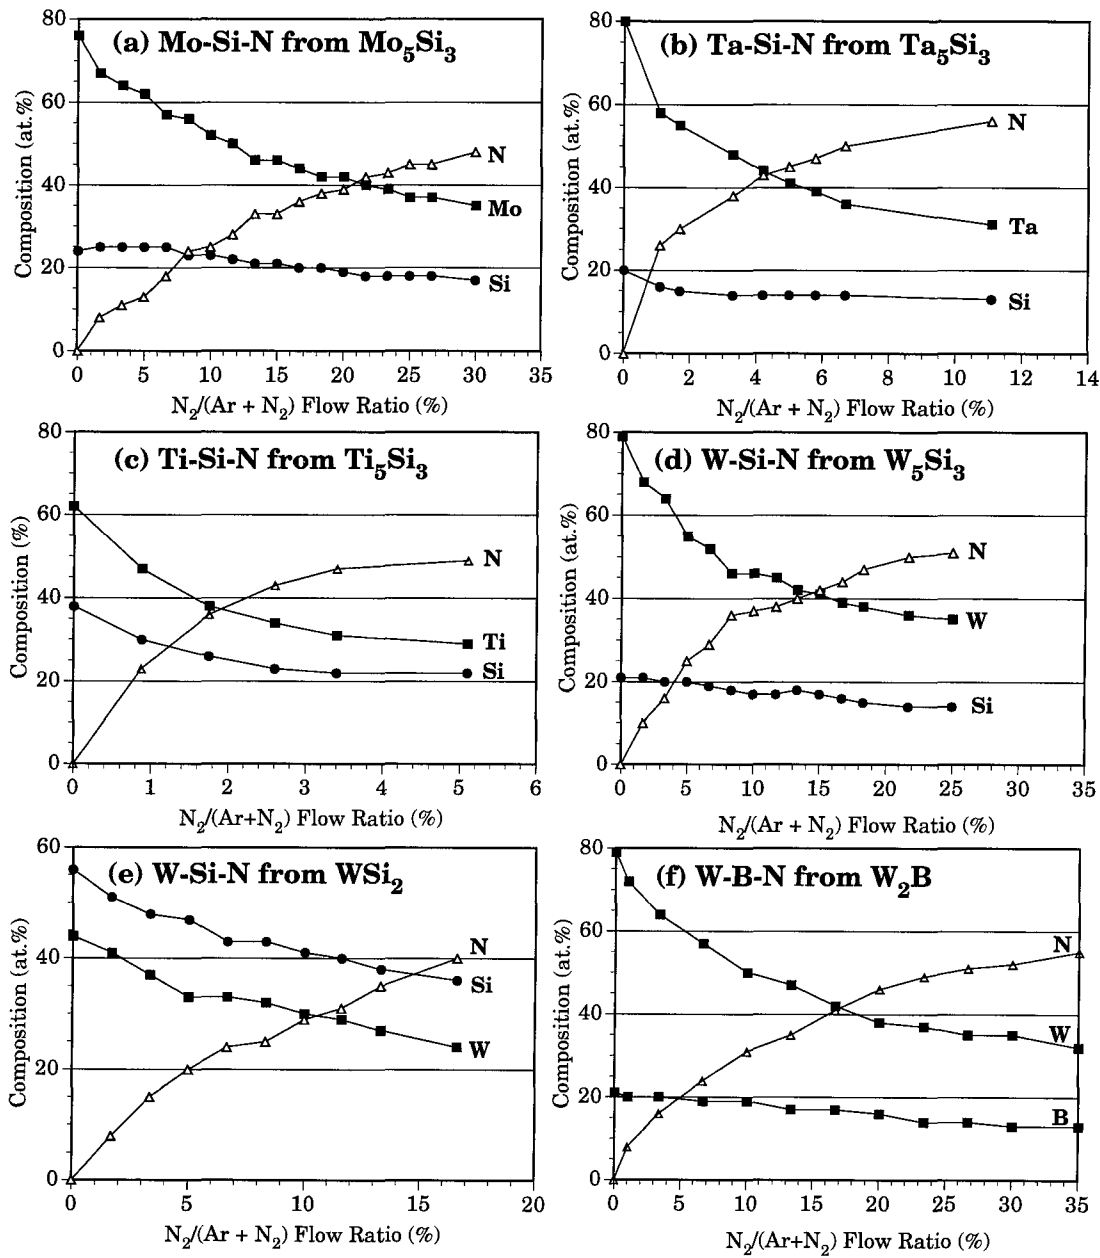 (a) Mo-Si-N from Mo5Si3
Composition (at.%)
80
60
40
20
0
N
Mo
Si
0 5 10 15 20 25 30 35
N2/(Ar + N2) Flow Ratio (%)
(b) Ta-Si-N from Ta5Si3
Composition (at.%)
80
60
40
20
0
N
Ta
Si
0 2 4 6 8 10 12 14
N2/(Ar + N2) Flow Ratio (%)
(c) Ti-Si-N from Ti5Si3
Composition (%)
80
60
40
20
0
N
Ti
Si
0 1 2 3 4 5 6
N2/(Ar+N2) Flow Ratio (%)
(d) W-Si-N from W5Si3
Composition (at.%)
80
60
40
20
0
N
W
Si
0 5 10 15 20 25 30 35
N2/(Ar + N2) Flow Ratio (%)
(e) W-Si-N from WSi2
Composition (at.%)
60
40
20
0
N
Si
W
0 5 10 15 20
N2/(Ar + N2) Flow Ratio (%)
(f) W-B-N from W2B
Composition (at.%)
80
60
40
20
0
N
W
B
0 5 10 15 20 25 30 35
N2/(Ar+N2) Flow Ratio (%)